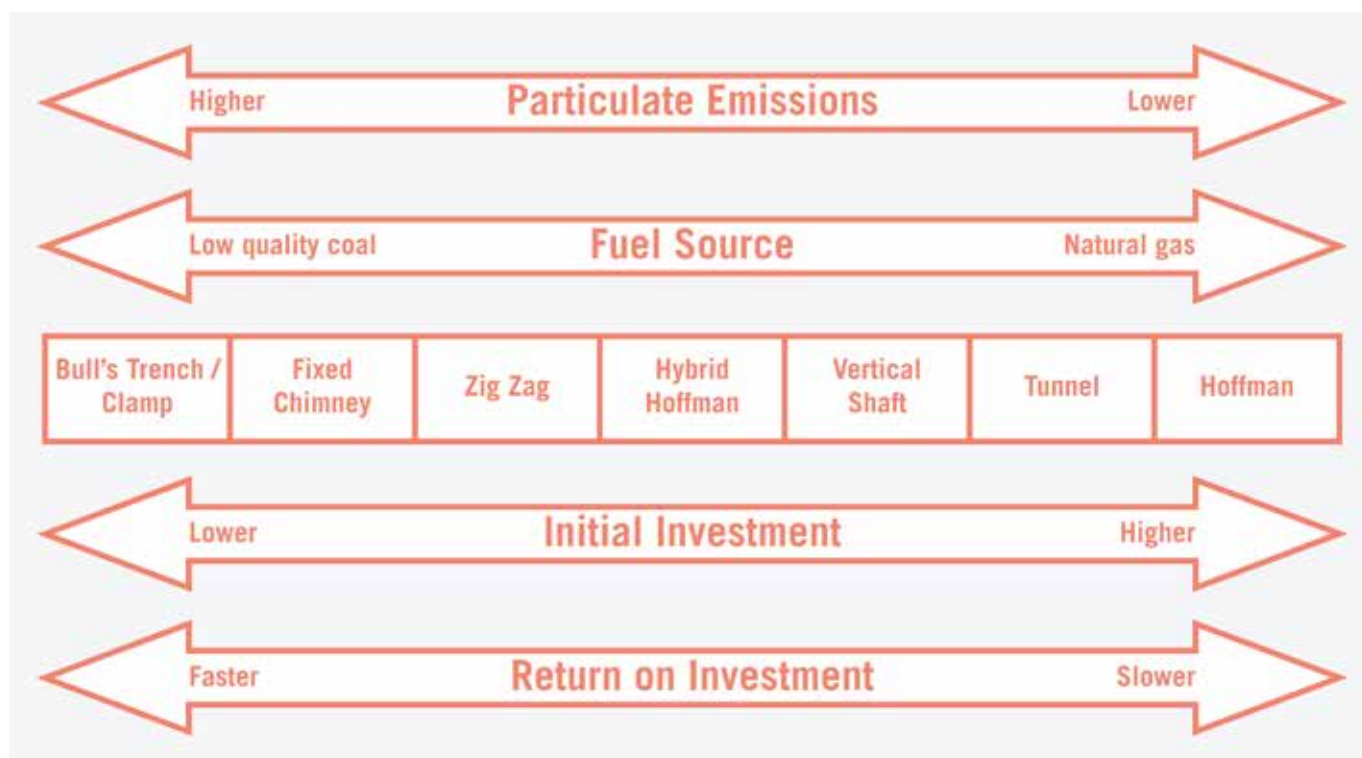 Higher Particulate Emissions Lower
Low quality coal Fuel Source Natural gas
Bull's Trench /
Clamp
Fixed
Chimney
Zig Zag
Hybrid
Hoffman
Vertical
Shaft
Tunnel
Hoffman
Lower Initial Investment Higher
Faster Return on Investment Slower